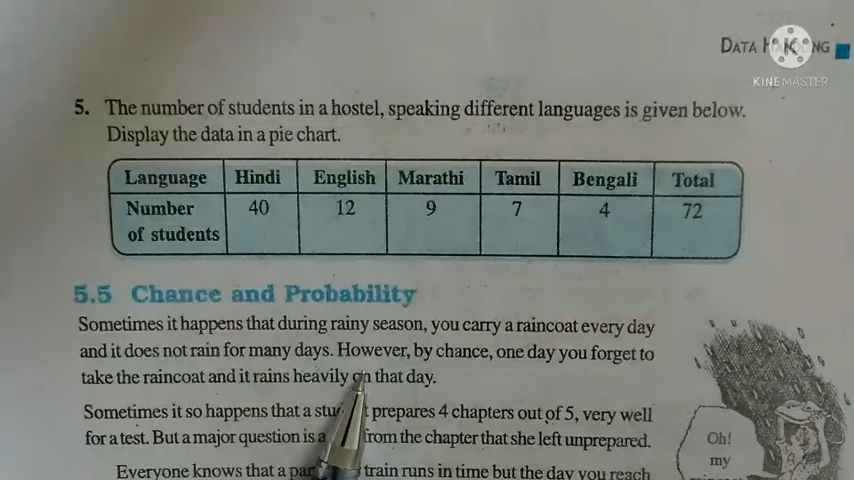 DATA H NG
K
KINEMASTER
5. The number of students in a hostel, speaking different languages is given below.
Display the data in a pie chart.
Language Hindi English Marathi Tamil Bengali Total
Number of students 40 12 9 7 4 72
5.5 Chance and Probability
Sometimes it happens that during rainy season, you carry a raincoat every day
and it does not rain for many days. However, by chance, one day you forget to
take the raincoat and it rains heavily on that day.
Sometimes it so happens that a stu t prepares 4 chapters out of 5, very well
for a test. But a major question is a from the chapter that she left unprepared.
Everyone knows that a par train runs in time but the day you reach
Oh!
my